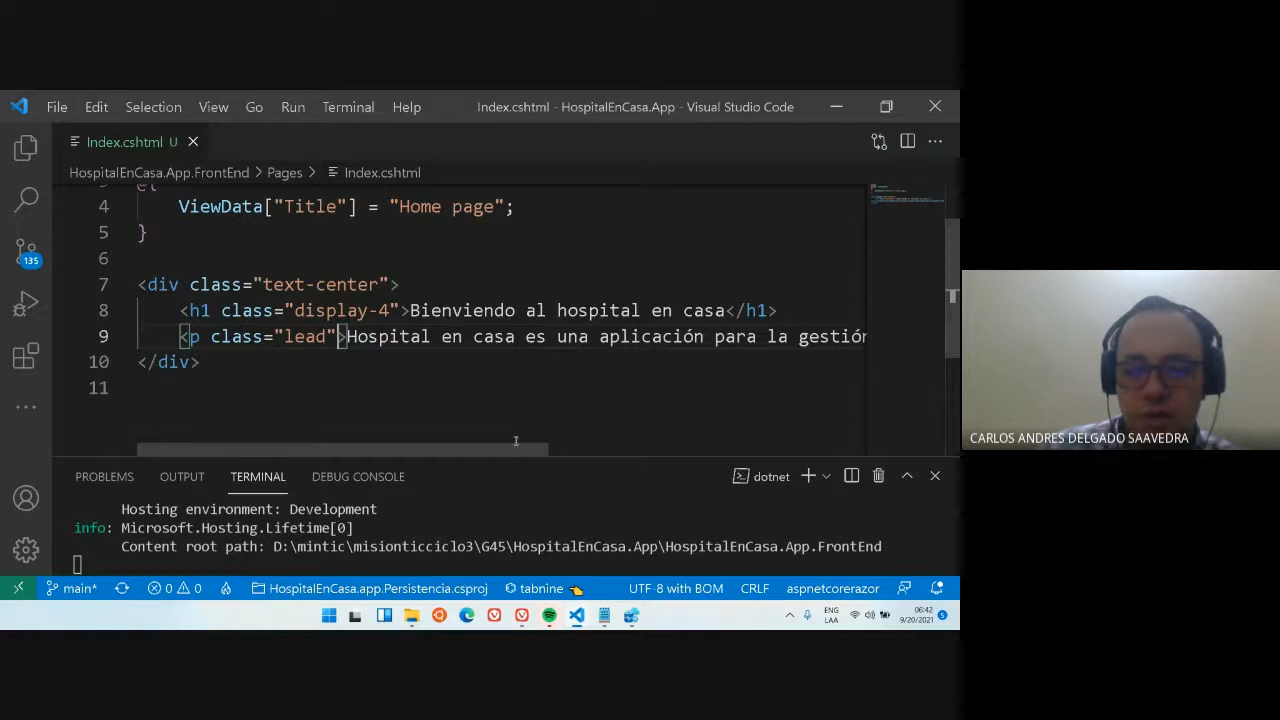 File Edit Selection View Go Run Terminal Help Index.cshtml - HospitalEnCasa.App - Visual Studio Code
Index.cshtml U
HospitalEnCasa.App.FrontEnd > Pages > Index.cshtml
4 ViewData["Title"] = "Home page";
5 }
6
7 <div class="text-center">
8 <h1 class="display-4">Bienviendo al hospital en casa</h1>
9 <p class="lead">Hospital en casa es una aplicación para la gestión
10 </div>
11
135
CARLOS ANDRES DELGADO SAAVEDRA
PROBLEMS OUTPUT TERMINAL DEBUG CONSOLE dotnet
Hosting environment: Development
info: Microsoft.Hosting.Lifetime[0]
Content root path: D:\mintic\misionticciclo3\G45\HospitalEnCasa.App\HospitalEnCasa.App.FrontEnd
main* 0 0 HospitalEnCasa.app.Persistencia.csproj tabnine UTF-8 with BOM CRLF aspnetcorerazor
ENG 06:42
LAA 9/20/2021 5